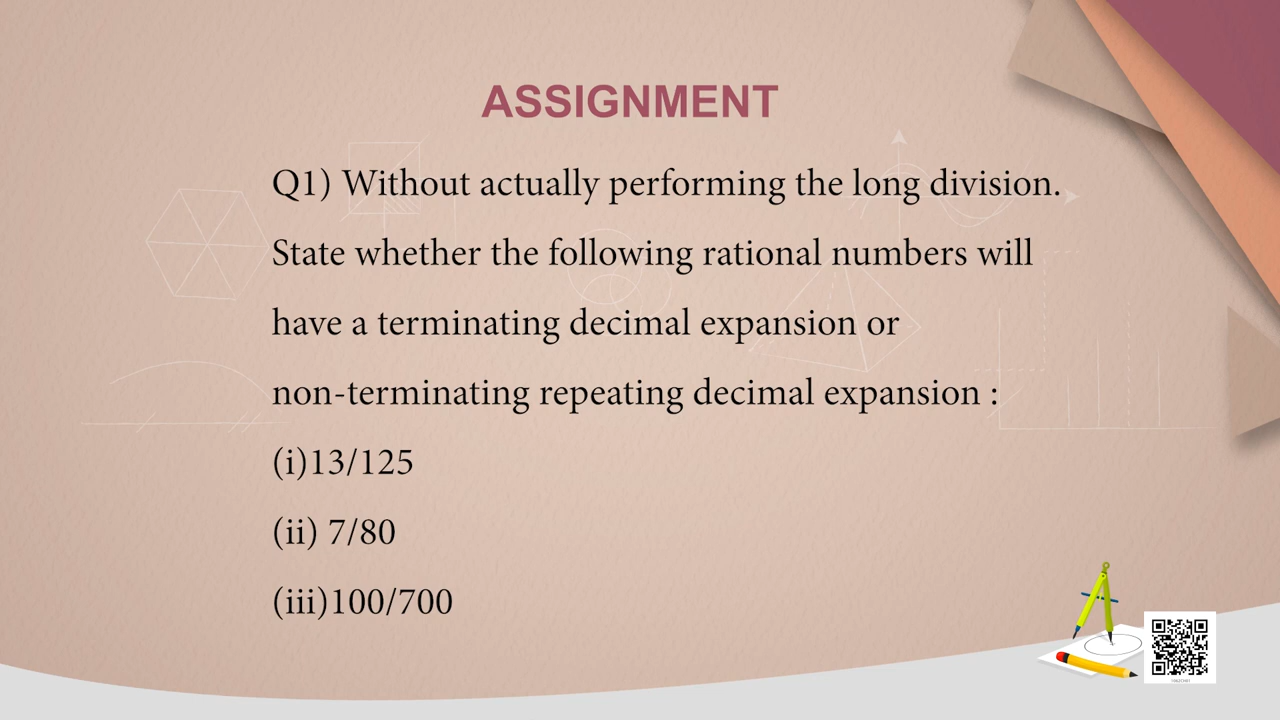 ASSIGNMENT
Q1) Without actually performing the long division.
State whether the following rational numbers will
have a terminating decimal expansion or
non-terminating repeating decimal expansion :
(i)13/125
(ii) 7/80
(iii)100/700